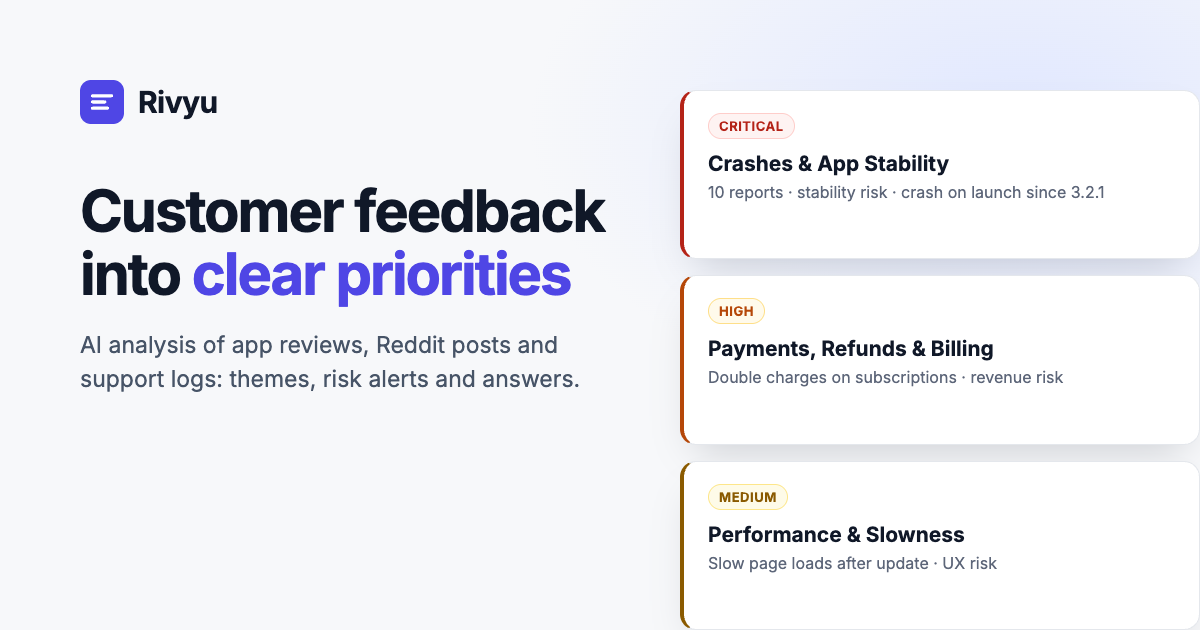 Rivyu
Customer feedback
into clear priorities
AI analysis of app reviews, Reddit posts and
support logs: themes, risk alerts and answers.
CRITICAL
Crashes & App Stability
10 reports · stability risk · crash on launch since 3.2.1
HIGH
Payments, Refunds & Billing
Double charges on subscriptions · revenue risk
MEDIUM
Performance & Slowness
Slow page loads after update · UX risk